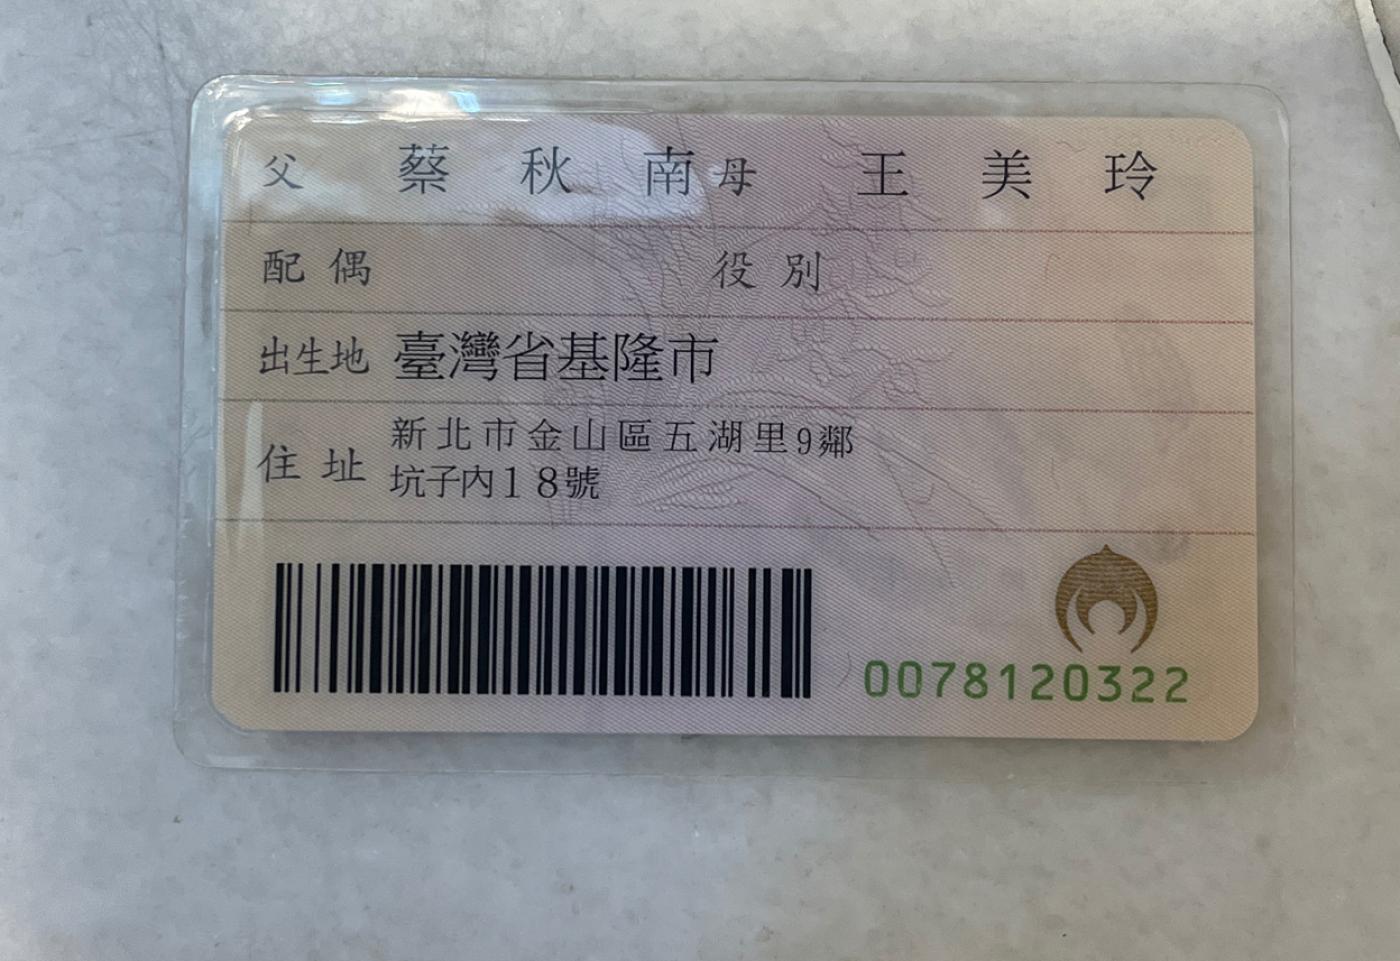 父 蔡秋南 母 王美玲
配偶 役別
出生地 臺灣省基隆市
住址 新北市金山區五湖里9鄰
坑子內18號
0078120322